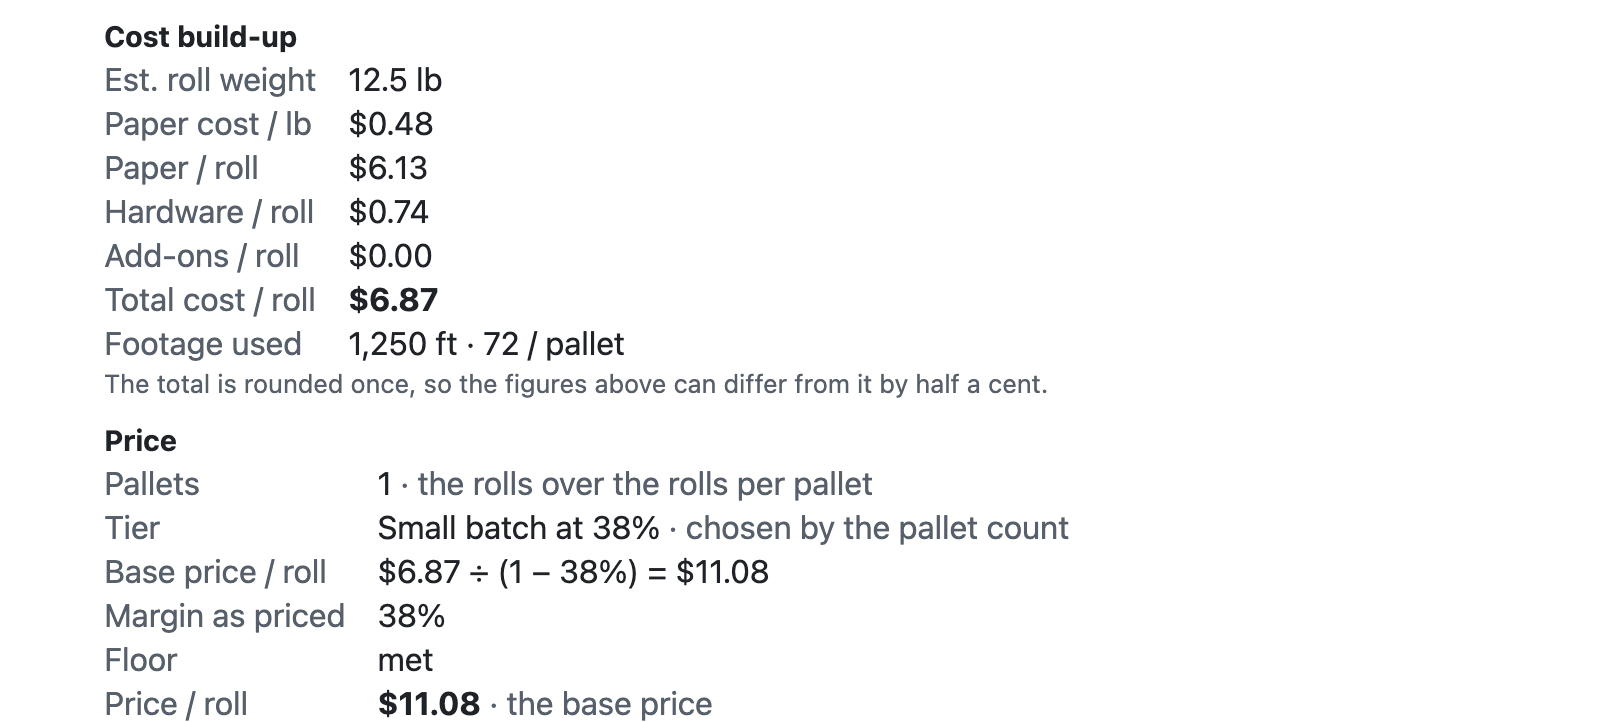 Cost build-up
Est. roll weight 12.5 lb
Paper cost / lb $0.48
Paper / roll $6.13
Hardware / roll $0.74
Add-ons / roll $0.00
Total cost / roll $6.87
Footage used 1,250 ft · 72 / pallet
The total is rounded once, so the figures above can differ from it by half a cent.
Price
Pallets 1 · the rolls over the rolls per pallet
Tier Small batch at 38% · chosen by the pallet count
Base price / roll $6.87 ÷ (1 − 38%) = $11.08
Margin as priced 38%
Floor met
Price / roll $11.08 · the base price